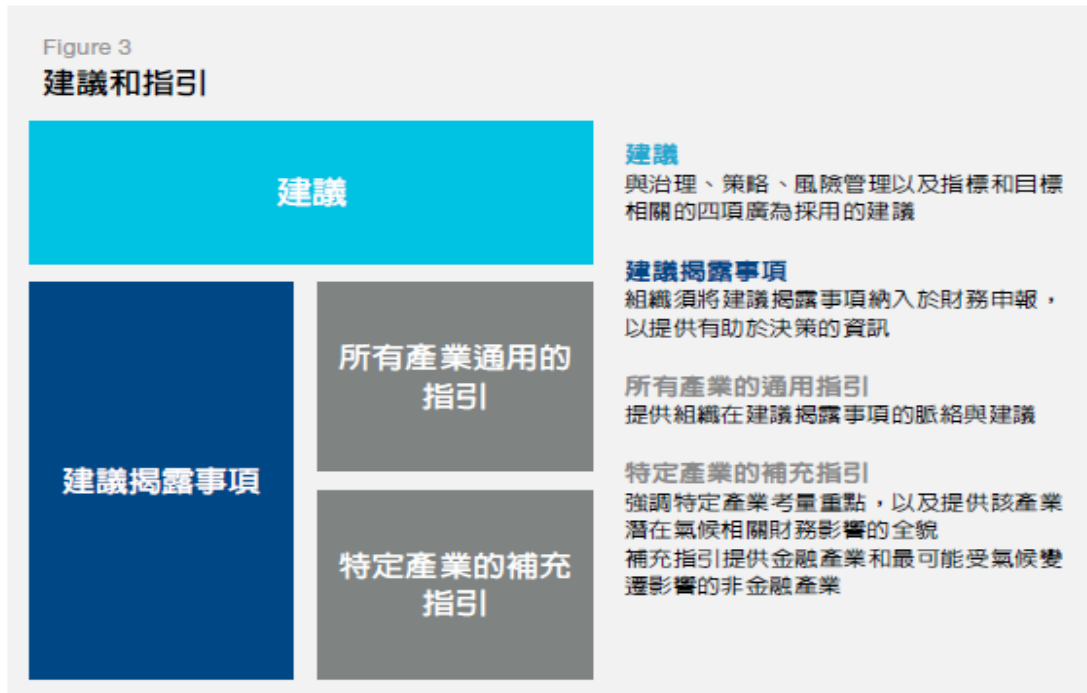 Figure 3
建議和指引
建議
建議揭露事項
所有產業通用的
指引
特定產業的補充
指引
建議
與治理、策略、風險管理以及指標和目標
相關的四項廣為採用的建議
建議揭露事項
組織須將建議揭露事項納入於財務申報，
以提供有助於決策的資訊
所有產業的通用指引
提供組織在建議揭露事項的脈絡與建議
特定產業的補充指引
強調特定產業考量重點，以及提供該產業
潛在氣候相關財務影響的全貌
補充指引提供金融產業和最可能受氣候變
遷影響的非金融產業